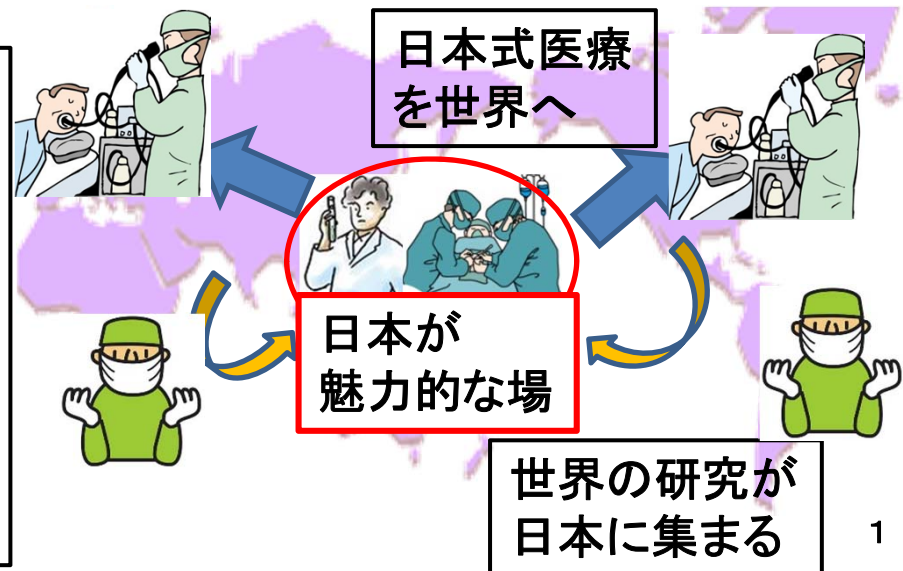 日本式医療
を世界へ
日本が
魅力的な場
世界の研究が
日本に集まる
1